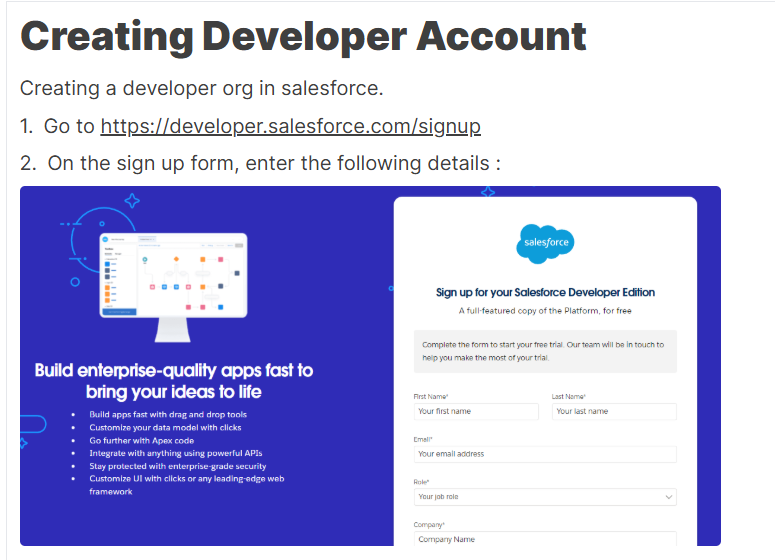 Creating Developer Account
Creating a developer org in salesforce.
1. Go to https://developer.salesforce.com/signup
2. On the sign up form, enter the following details :
Build enterprise-quality apps fast to
bring your ideas to life
• Build apps fast with drag and drop tools
• Customize your data model with clicks
• Go further with Apex code
• Integrate with anything using powerful APIs
• Stay protected with enterprise-grade security
• Customize UI with clicks or any leading-edge web
framework
salesforce
Sign up for your Salesforce Developer Edition
A full-featured copy of the Platform, for free
Complete the form to start your free trial. Our team will be in touch to
help you make the most of your trial.
First Name* Last Name*
Your first name Your last name
Email*
Your email address
Role*
Your job role
Company*
Company Name